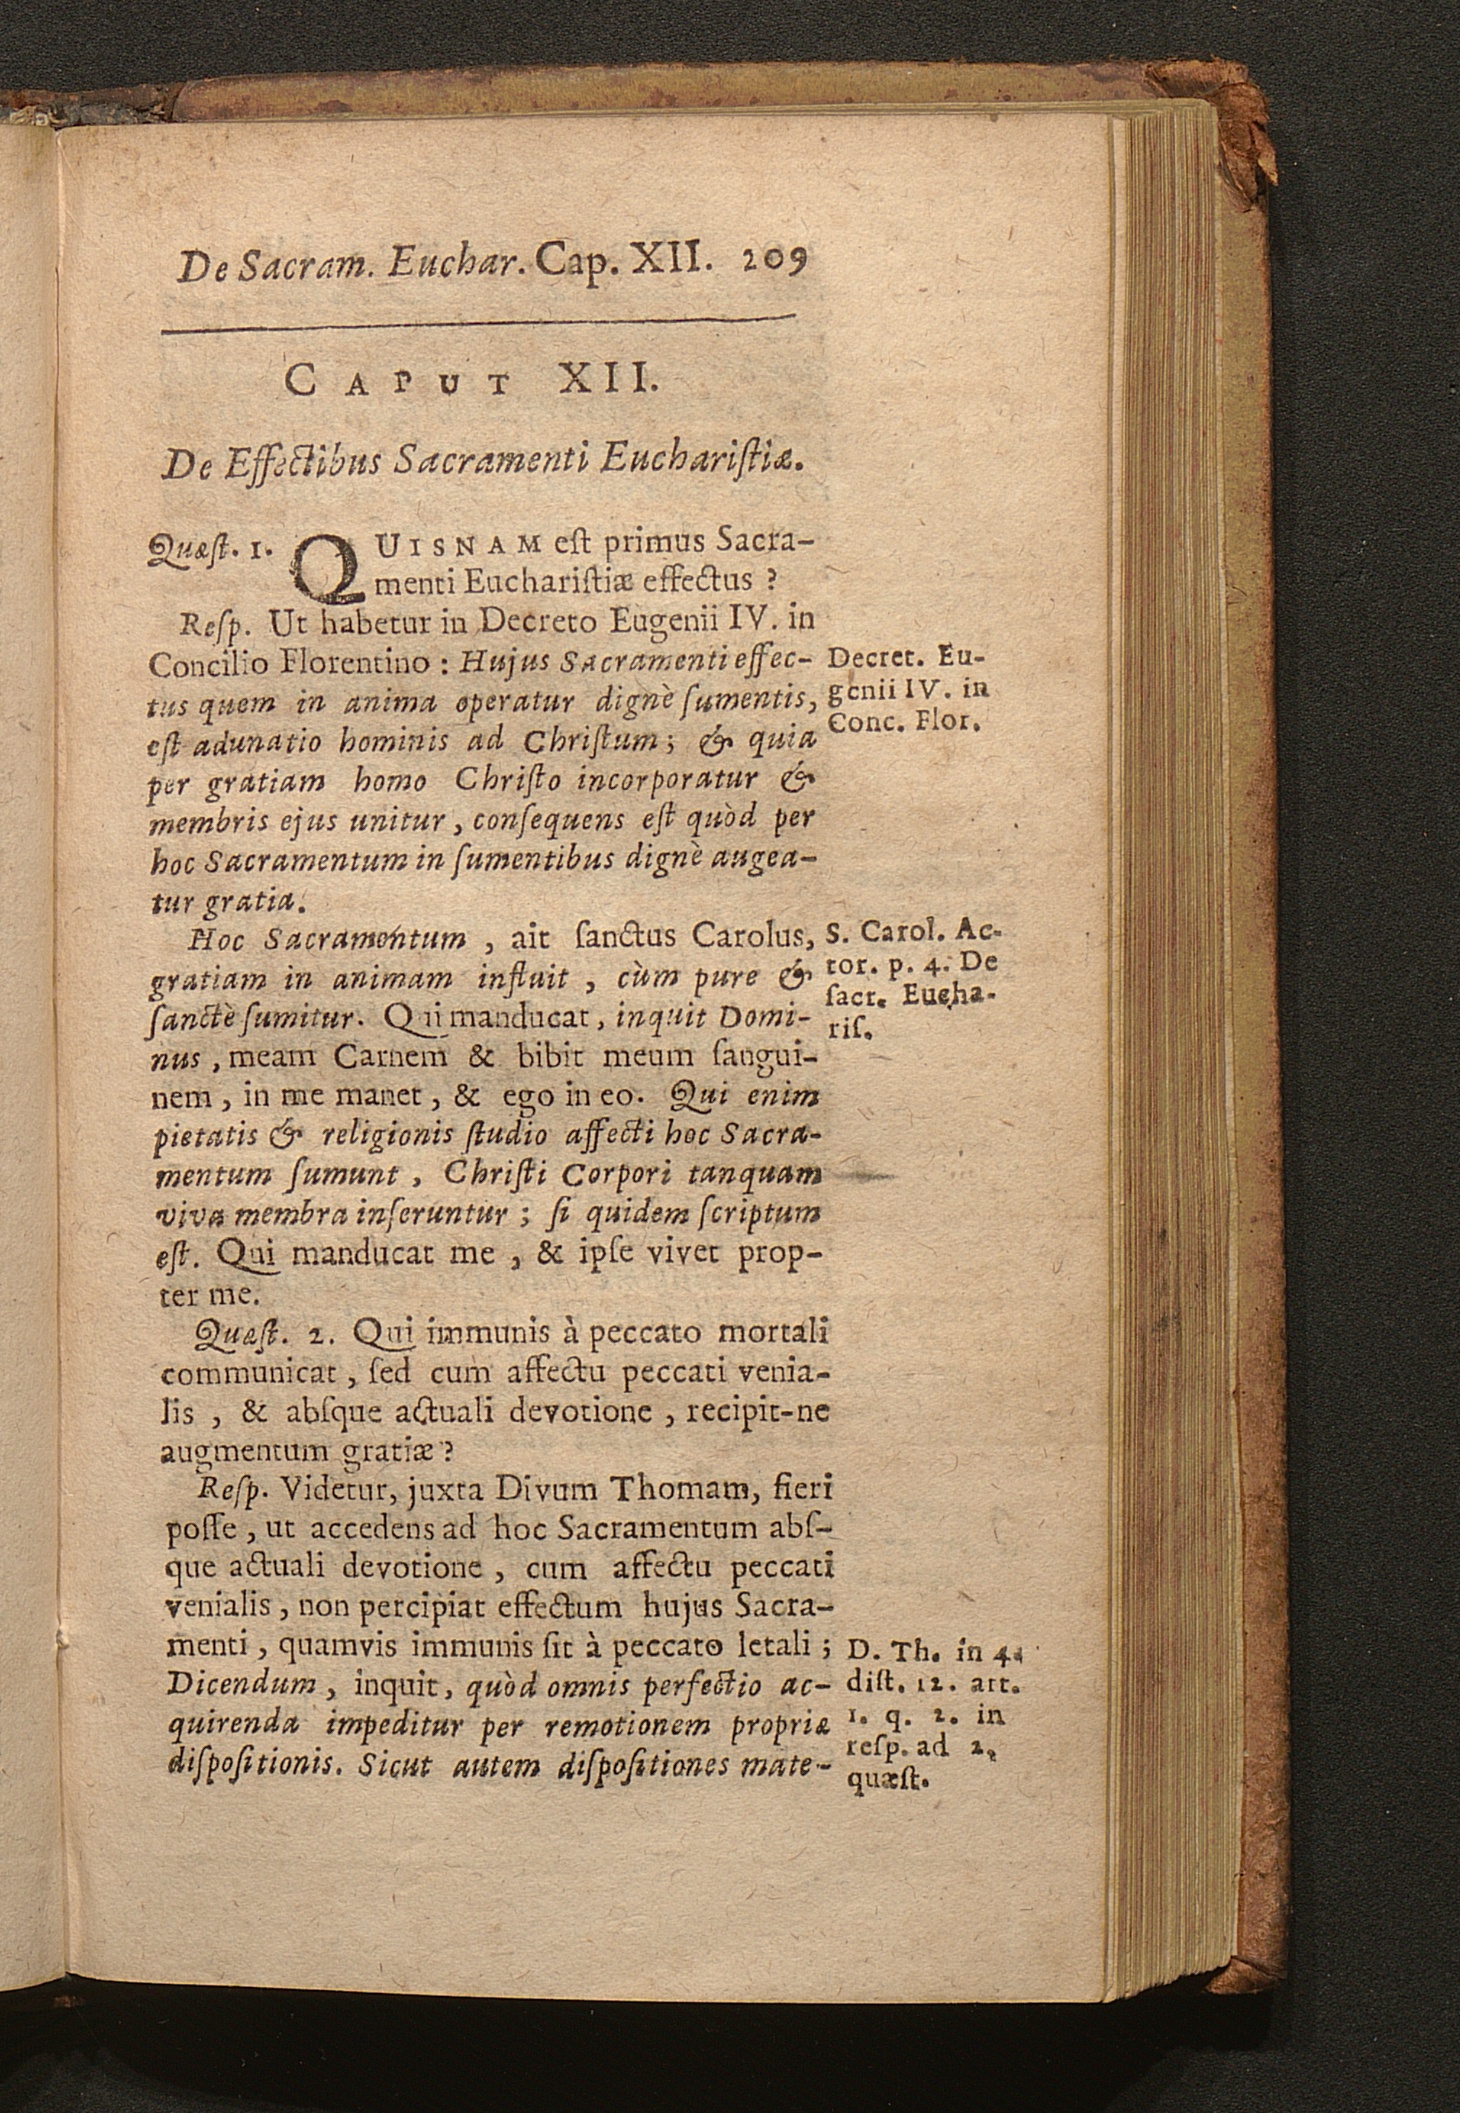 De Sacram. Euchar. Cap. XII. 209
CAPUT XII.
De Effectibus Sacramenti Euchariſtiæ.
Quæſt. 1. QUISNAM eſt primus Sacra-
menti Euchariſtiæ effectus ?
Reſp. Ut habetur in Decreto Eugenii IV. in
Concilio Florentino : Hujus Sacramenti effec-
tus quem in anima operatur dignè ſumentis,
eſt adunatio hominis ad Chriſtum ; & quia
per gratiam homo Chriſto incorporatur &
membris ejus unitur, conſequens eſt quòd per
hoc Sacramentum in ſumentibus dignè augea-
tur gratia.
Decret. Eu-
genii IV. in
Conc. Flor.
Hoc Sacramentum , ait ſanctus Carolus,
gratiam in animam influit , cùm pure &
ſanctè ſumitur. Qui manducat, inquit Domi-
nus , meam Carnem & bibit meum ſangui-
nem , in me manet , & ego in eo. Qui enim
pietatis & religionis ſtudio affecti hoc Sacra-
mentum ſumunt , Chriſti Corpori tanquam
viva membra inſeruntur ; ſi quidem ſcriptum
eſt. Qui manducat me , & ipſe vivet prop-
ter me.
S. Carol. Ac-
tor. p. 4. De
ſacr. Eucha-
riſ.
Quæſt. 2. Qui immunis à peccato mortali
communicat , ſed cum affectu peccati venia-
lis , & abſque actuali devotione , recipit-ne
augmentum gratiæ ?
Reſp. Videtur, juxta Divum Thomam, fieri
poſſe , ut accedens ad hoc Sacramentum abſ-
que actuali devotione , cum affectu peccati
venialis , non percipiat effectum hujus Sacra-
menti , quamvis immunis ſit à peccato letali ;
Dicendum , inquit, quòd omnis perfectio ac-
quirenda impeditur per remotionem propriæ
diſpoſitionis. Sicut autem diſpoſitiones mate-
D. Th. in 4.
diſt. 12. art.
1. q. 2. in
reſp. ad 2.
quæſt.